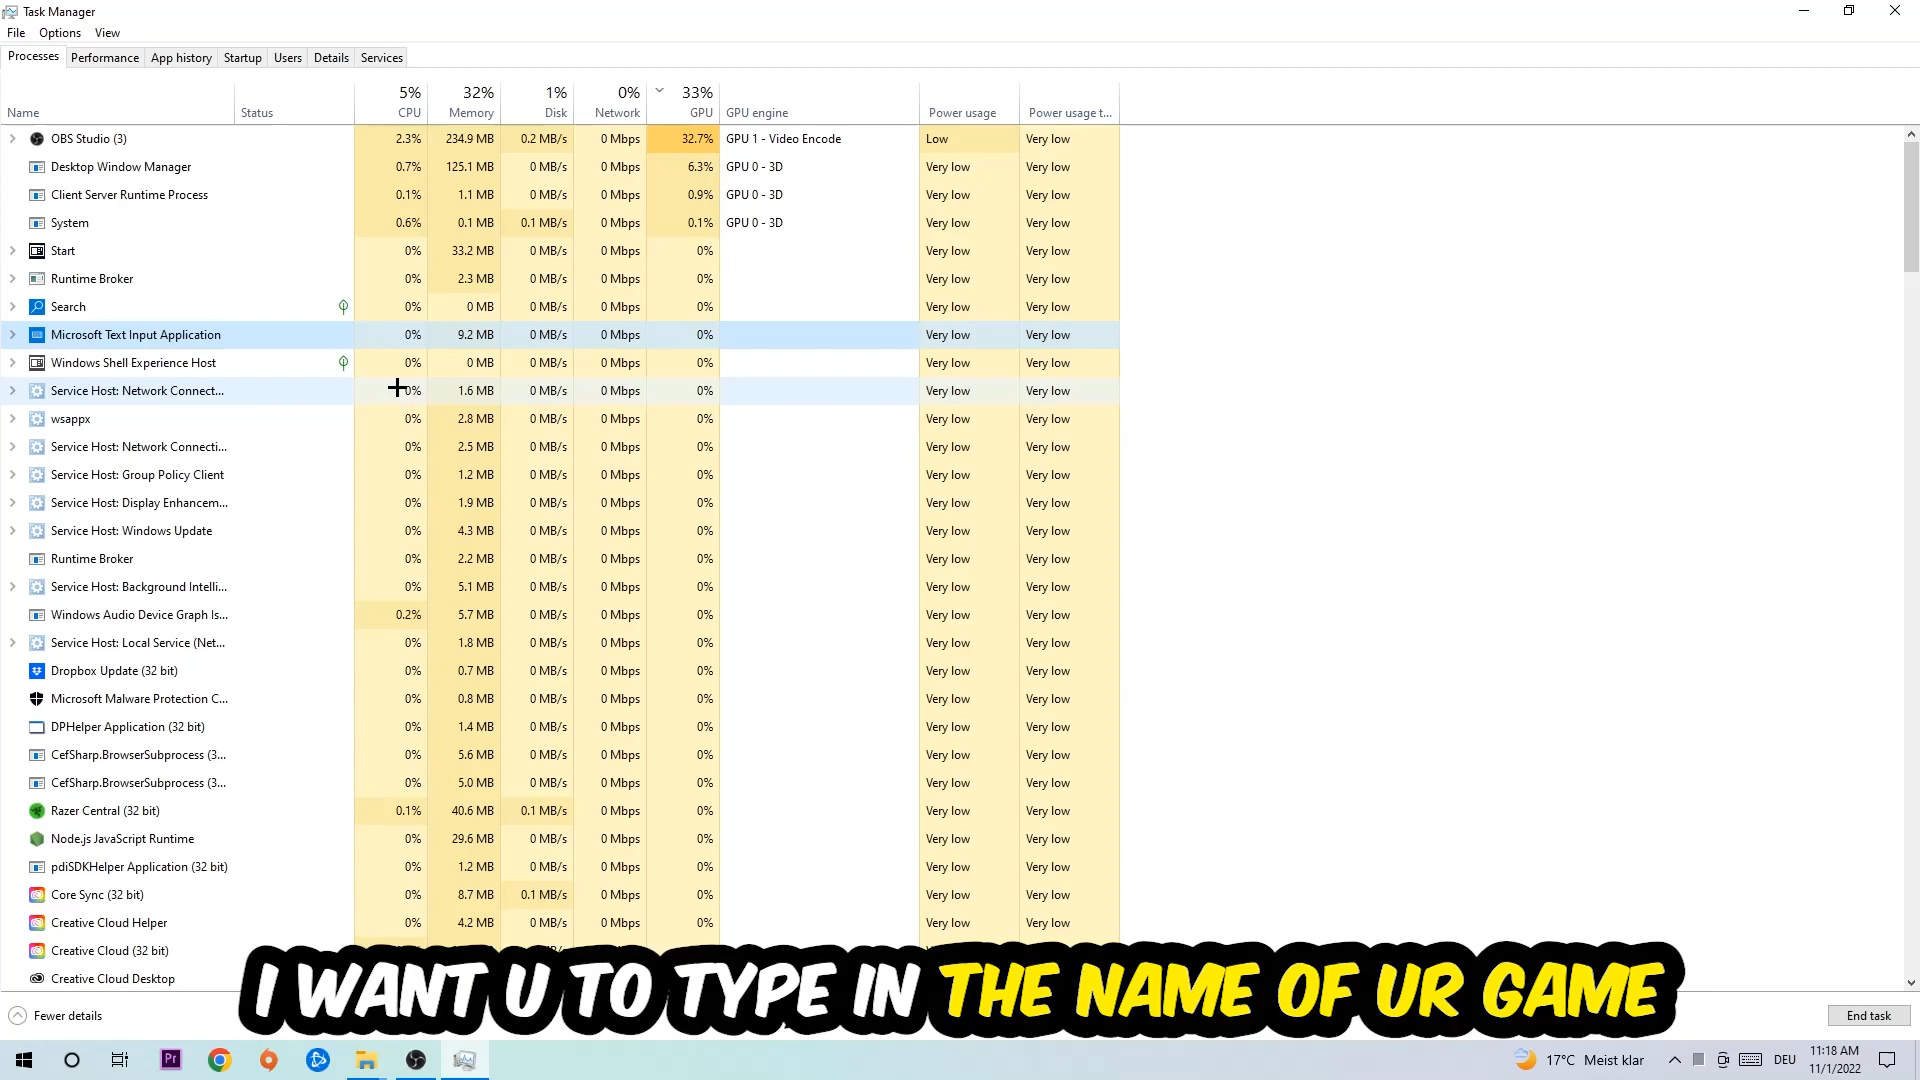 Task Manager
File Options View
Processes Performance App history Startup Users Details Services
5% 32% 1% 0% 33%
Name Status CPU Memory Disk Network GPU GPU engine Power usage Power usage t...
OBS Studio (3) 2.3% 234.9 MB 0.2 MB/s 0 Mbps 32.7% GPU 1 - Video Encode Low Very low
Desktop Window Manager 0.7% 125.1 MB 0 MB/s 0 Mbps 6.3% GPU 0 - 3D Very low Very low
Client Server Runtime Process 0.1% 1.1 MB 0 MB/s 0 Mbps 0.9% GPU 0 - 3D Very low Very low
System 0.6% 0.1 MB 0.1 MB/s 0 Mbps 0.1% GPU 0 - 3D Very low Very low
Start 0% 33.2 MB 0 MB/s 0 Mbps 0% Very low Very low
Runtime Broker 0% 2.3 MB 0 MB/s 0 Mbps 0% Very low Very low
Search 0% 0 MB 0 MB/s 0 Mbps 0% Very low Very low
Microsoft Text Input Application 0% 9.2 MB 0 MB/s 0 Mbps 0% Very low Very low
Windows Shell Experience Host 0% 0 MB 0 MB/s 0 Mbps 0% Very low Very low
Service Host: Network Connect... 0% 1.6 MB 0 MB/s 0 Mbps 0% Very low Very low
wsappx 0% 2.8 MB 0 MB/s 0 Mbps 0% Very low Very low
Service Host: Network Connecti... 0% 2.5 MB 0 MB/s 0 Mbps 0% Very low Very low
Service Host: Group Policy Client 0% 1.2 MB 0 MB/s 0 Mbps 0% Very low Very low
Service Host: Display Enhancem... 0% 1.9 MB 0 MB/s 0 Mbps 0% Very low Very low
Service Host: Windows Update 0% 4.3 MB 0 MB/s 0 Mbps 0% Very low Very low
Runtime Broker 0% 2.2 MB 0 MB/s 0 Mbps 0% Very low Very low
Service Host: Background Intelli... 0% 5.1 MB 0 MB/s 0 Mbps 0% Very low Very low
Windows Audio Device Graph Is... 0.2% 5.7 MB 0 MB/s 0 Mbps 0% Very low Very low
Service Host: Local Service (Net... 0% 1.8 MB 0 MB/s 0 Mbps 0% Very low Very low
Dropbox Update (32 bit) 0% 0.7 MB 0 MB/s 0 Mbps 0% Very low Very low
Microsoft Malware Protection C... 0% 0.8 MB 0 MB/s 0 Mbps 0% Very low Very low
DPHelper Application (32 bit) 0% 1.4 MB 0 MB/s 0 Mbps 0% Very low Very low
CefSharp.BrowserSubprocess (3... 0% 5.6 MB 0 MB/s 0 Mbps 0% Very low Very low
CefSharp.BrowserSubprocess (3... 0% 5.0 MB 0 MB/s 0 Mbps 0% Very low Very low
Razer Central (32 bit) 0.1% 40.6 MB 0.1 MB/s 0 Mbps 0% Very low Very low
Node.js JavaScript Runtime 0% 29.6 MB 0 MB/s 0 Mbps 0% Very low Very low
pdiSDKHelper Application (32 bit) 0% 1.2 MB 0 MB/s 0 Mbps 0% Very low Very low
Core Sync (32 bit) 0% 8.7 MB 0.1 MB/s 0 Mbps 0% Very low Very low
Creative Cloud Helper 0% 4.2 MB 0 MB/s 0 Mbps 0% Very low Very low
Creative Cloud (32 bit)
Creative Cloud Desktop
I WANT U TO TYPE IN THE NAME OF UR GAME
Fewer details End task
Pr 17°C Meist klar DEU 11:18 AM
11/1/2022